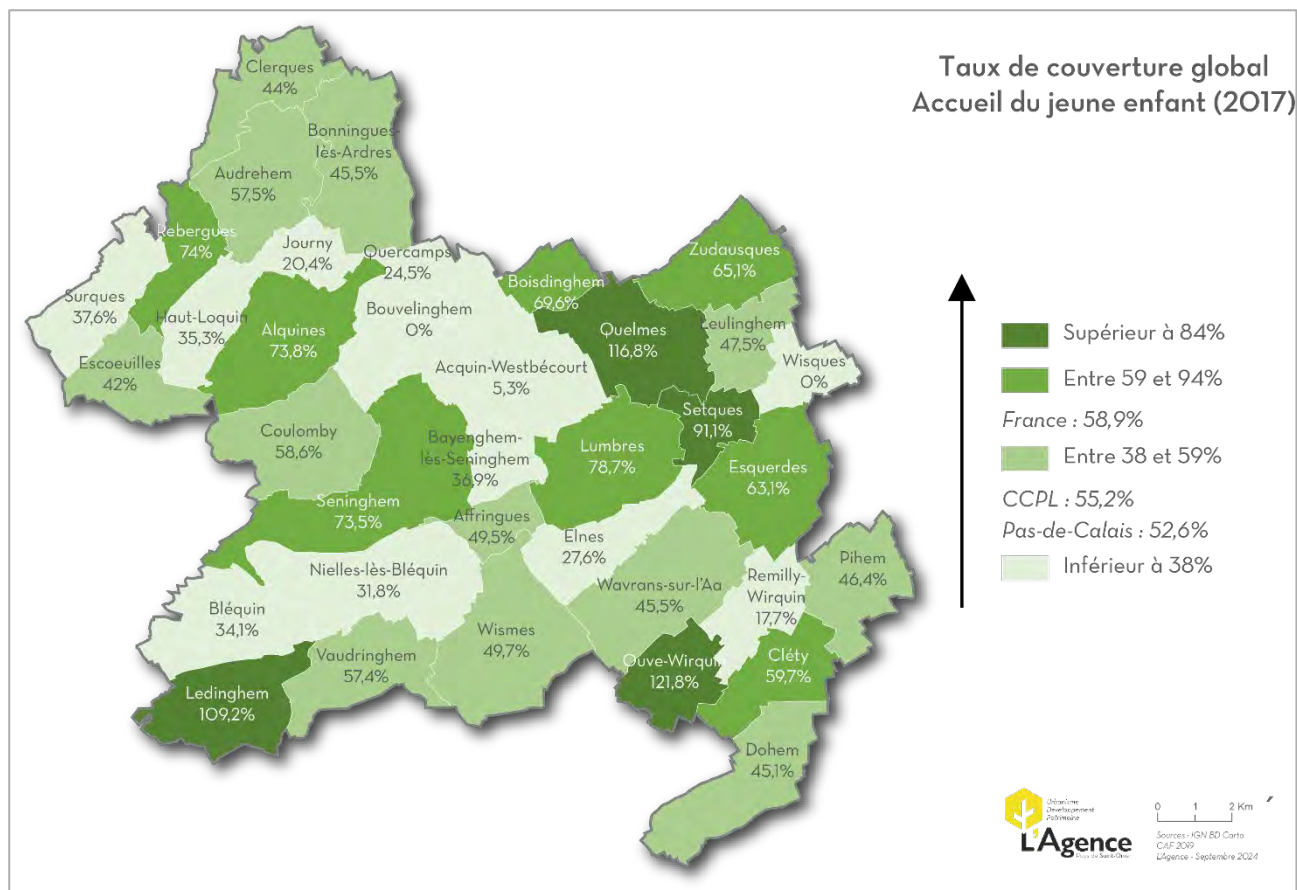 Taux de couverture global
Accueil du jeune enfant (2017)
Clerques
44%
Bonningues-
lès-Ardres
45,5%
Audrehem
57,5%
Rebergues
74%
Journy
20,4%
Quercamps
24,5%
Surques
37,6%
Haut-Loquin
35,3%
Alquines
73,8%
Bouvelinghem
0%
Boisdinghem
69,6%
Zudausques
65,1%
Quelmes
116,8%
Leulinghem
47,5%
Wisques
0%
Escoeuilles
42%
Acquin-Westbécourt
5,3%
Setques
91,1%
Coulomby
58,6%
Bayenghem-
lès-Seninghem
36,9%
Lumbres
78,7%
Esquerdes
63,1%
Seninghem
73,5%
Affringues
49,5%
Elnes
27,6%
Nielles-lès-Bléquin
31,8%
Wavrans-sur-l'Aa
45,5%
Remilly-
Wirquin
17,7%
Pihem
46,4%
Bléquin
34,1%
Wismes
49,7%
Vaudringhem
57,4%
Ouve-Wirquin
121,8%
Cléty
59,7%
Ledinghem
109,2%
Dohem
45,1%
Supérieur à 84%
Entre 59 et 94%
France : 58,9%
Entre 38 et 59%
CCPL : 55,2%
Pas-de-Calais : 52,6%
Inférieur à 38%
Urbanisme
Développement
Patrimoine
L'Agence
Pays de Saint-Omer
0 1 2 Km
Sources - IGN BD Carto
CAF 2019
L'Agence - Septembre 2024